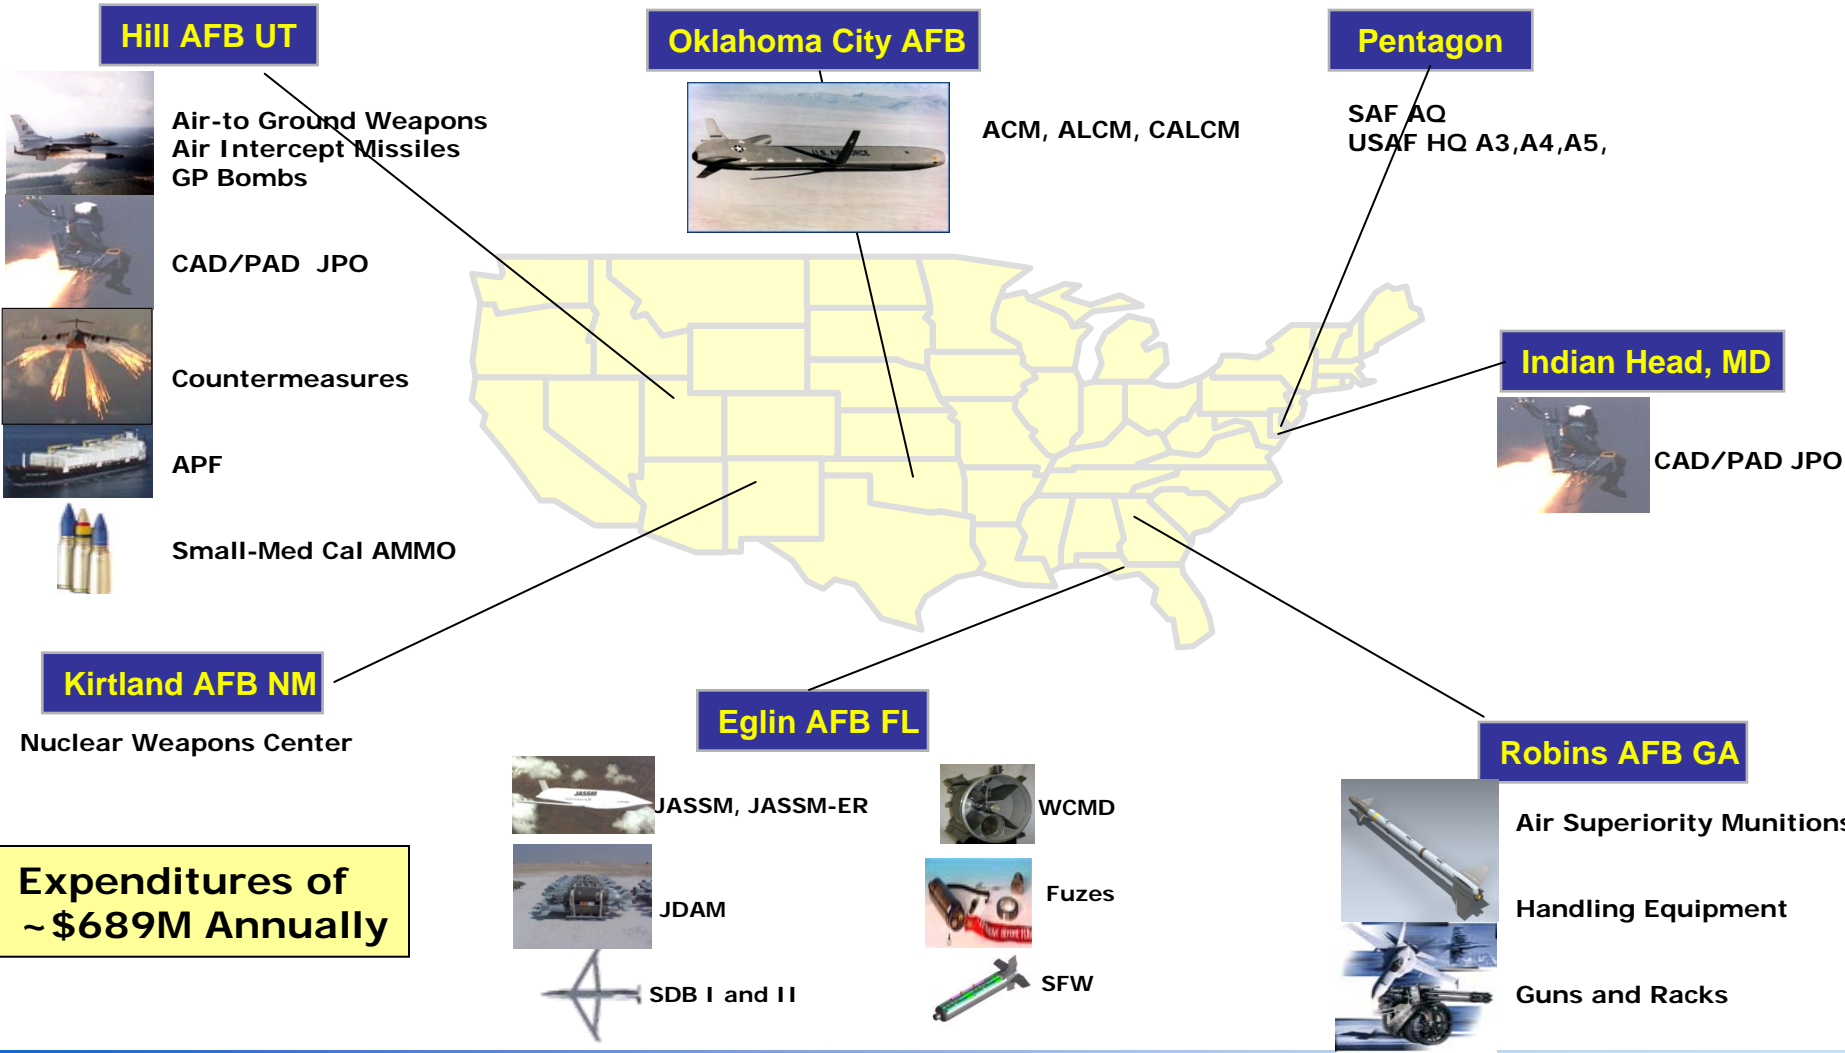 Hill AFB UT
Air-to Ground Weapons
Air Intercept Missiles
GP Bombs
CAD/PAD JPO
Countermeasures
APF
Small-Med Cal AMMO
Oklahoma City AFB
U.S. AIR FORCE
ACM, ALCM, CALCM
Pentagon
SAF AQ
USAF HQ A3,A4,A5,
Indian Head, MD
CAD/PAD JPO
Kirtland AFB NM
Nuclear Weapons Center
Expenditures of
~$689M Annually
Eglin AFB FL
JASSM
JASSM, JASSM-ER
JDAM
SDB I and II
WCMD
Fuzes
SFW
Robins AFB GA
Air Superiority Munitions
Handling Equipment
Guns and Racks